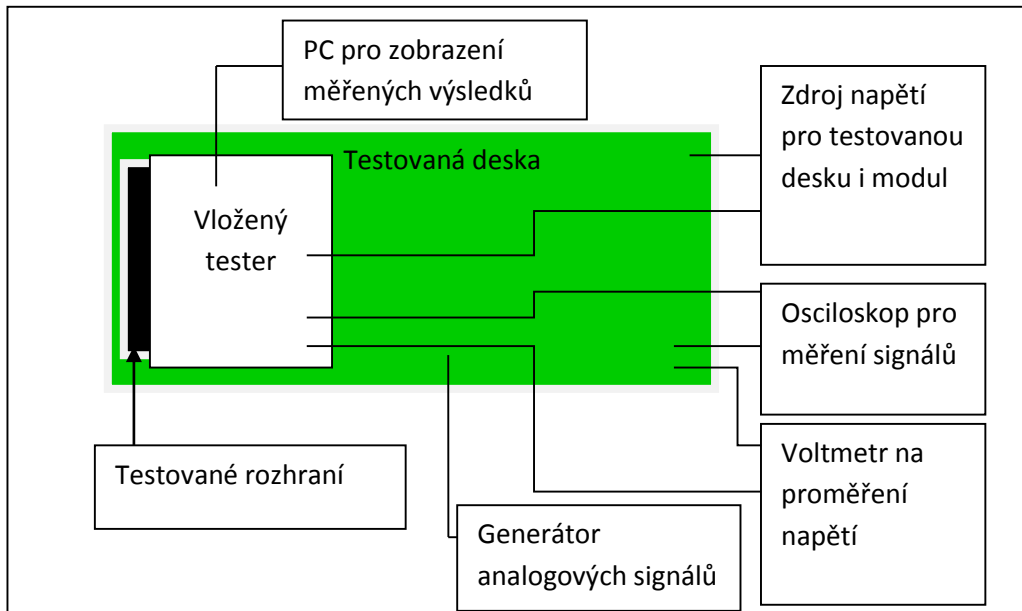 PC pro zobrazení
měřených výsledků
Zdroj napětí
pro testovanou
desku i modul
Testovaná deska
Vložený
tester
Osciloskop pro
měření signálů
Testované rozhraní
Voltmetr na
proměření
napětí
Generátor
analogových signálů